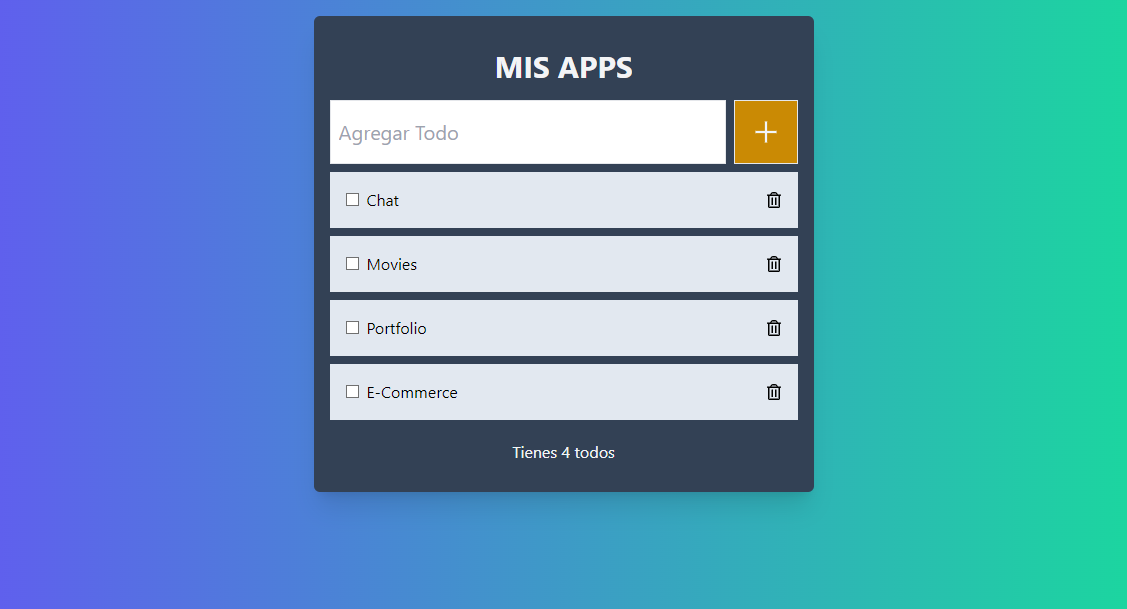 MIS APPS
Agregar Todo
Chat
Movies
Portfolio
E-Commerce
Tienes 4 todos